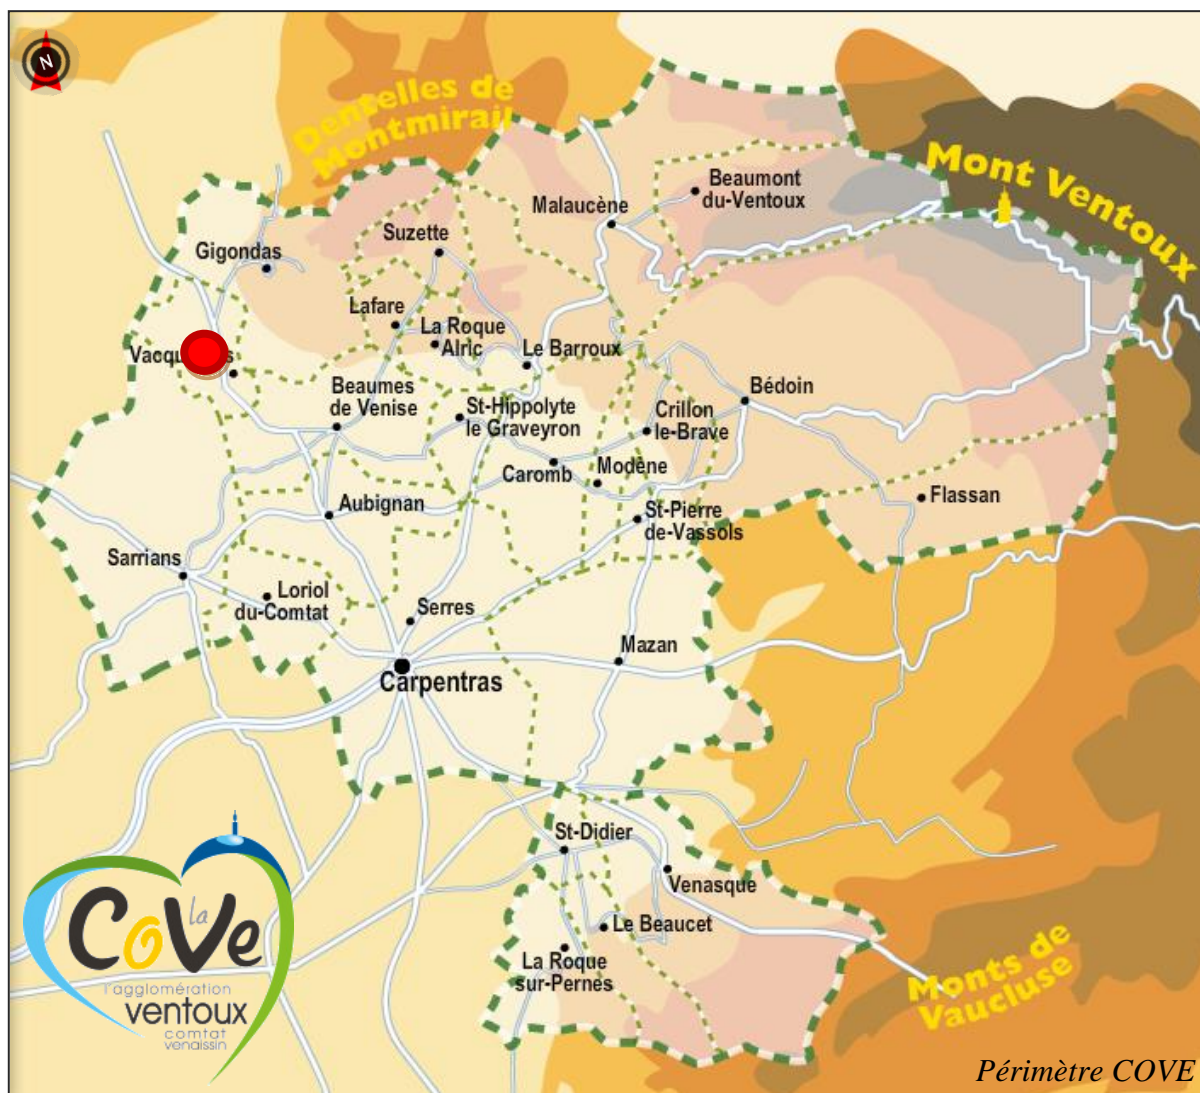 N
Dentelles de
Montmirail
Mont Ventoux
Beaumont
du-Ventoux
Malaucène
Suzette
Gigondas
Lafare
La Roque
Alric
Le Barroux
Beaumes
de Venise
St-Hippolyte
le Graveyron
Crillon
le-Brave
Bédoin
Caromb
Modène
Flassan
Aubignan
St-Pierre
de-Vassols
Sarrians
Loriol
du-Comtat
Serres
Mazan
Carpentras
St-Didier
Venasque
Le Beaucet
La Roque
sur-Pernes
la
CoVe
l'agglomération
ventoux
comtat
venaissin
Monts de
Vaucluse
Périmètre COVE